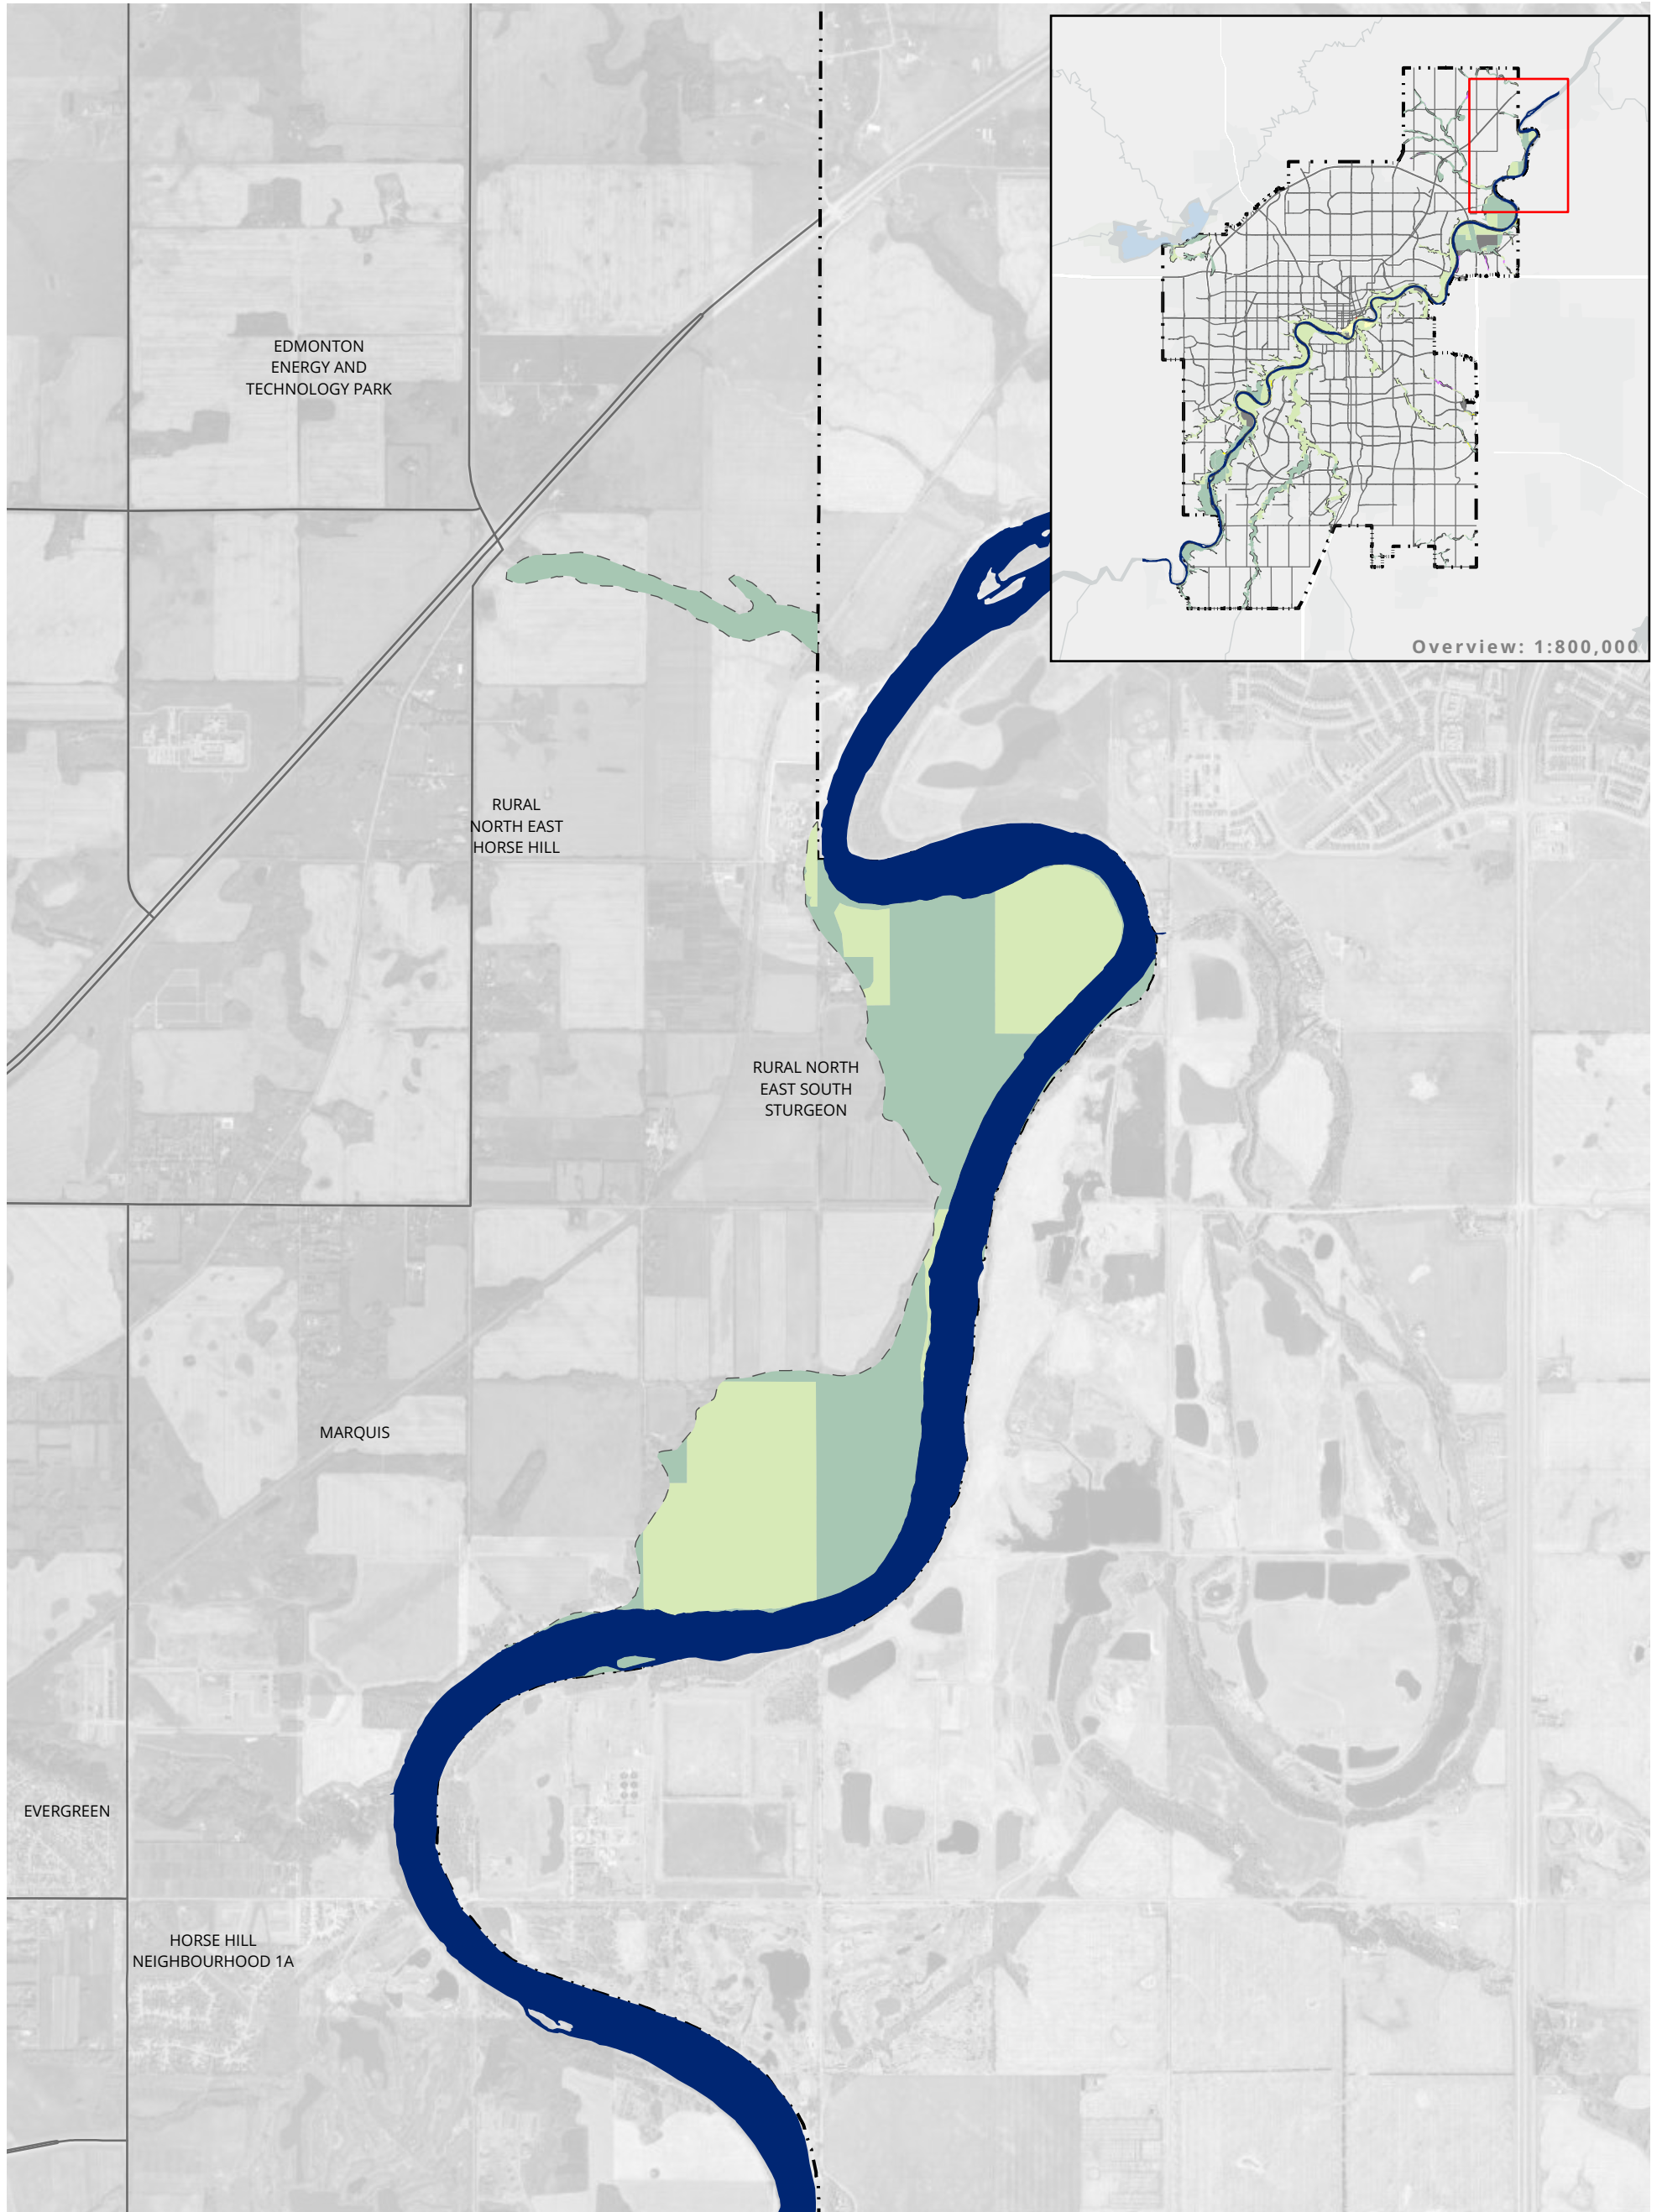 EDMONTON
ENERGY AND
TECHNOLOGY PARK
Overview: 1:800,000
RURAL
NORTH EAST
HORSE HILL
RURAL NORTH
EAST SOUTH
STURGEON
MARQUIS
EVERGREEN
HORSE HILL
NEIGHBOURHOOD 1A